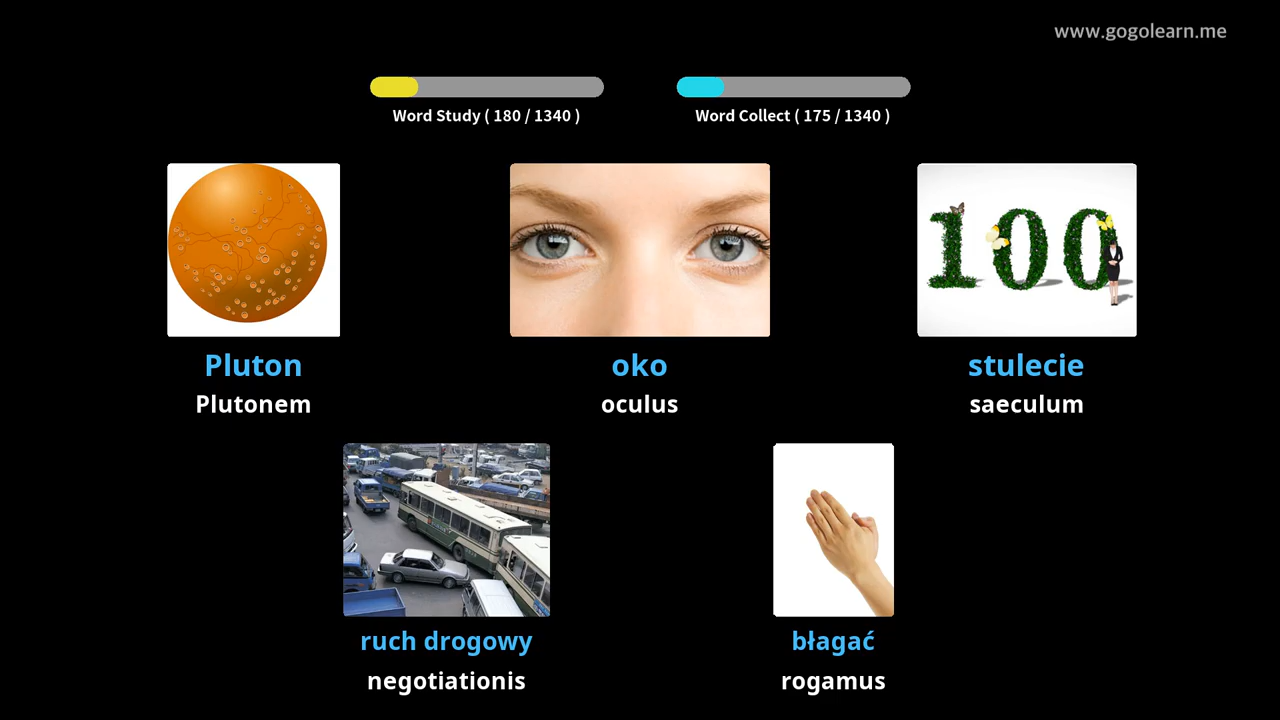 www.gogolearn.me
Word Study ( 180 / 1340 )
Word Collect ( 175 / 1340 )
100
Pluton
oko
stulecie
Plutonem
oculus
saeculum
ruch drogowy
błagać
negotiationis
rogamus